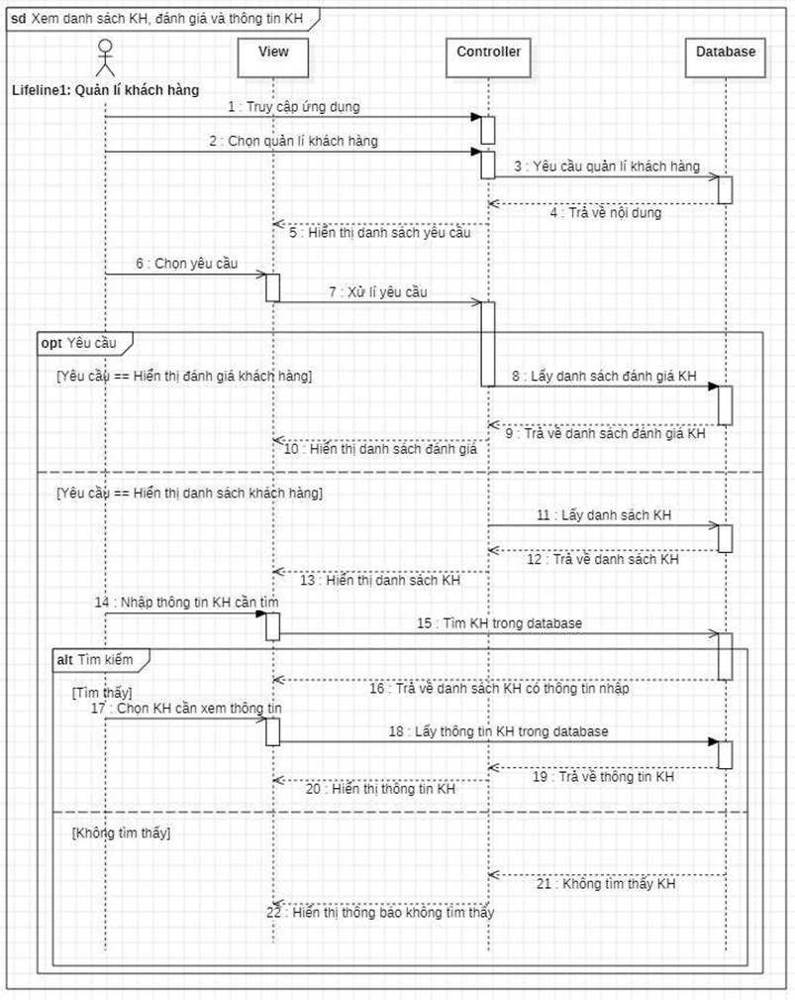 sd Xem danh sách KH, đánh giá và thông tin KH
View
Controller
Database
Lifeline1: Quản lí khách hàng
1 : Truy cập ứng dụng
2 : Chọn quản lí khách hàng
3 : Yêu cầu quản lí khách hàng
4 : Trả về nội dung
5 : Hiển thị danh sách yêu cầu
6 : Chọn yêu cầu
7 : Xử lí yêu cầu
opt Yêu cầu
[Yêu cầu == Hiển thị đánh giá khách hàng]
8 : Lấy danh sách đánh giá KH
9 : Trả về danh sách đánh giá KH
10 : Hiển thị danh sách đánh giá
[Yêu cầu == Hiển thị danh sách khách hàng]
11 : Lấy danh sách KH
12 : Trả về danh sách KH
13 : Hiển thị danh sách KH
14 : Nhập thông tin KH cần tìm
15 : Tìm KH trong database
alt Tìm kiếm
16 : Trả về danh sách KH có thông tin nhập
[Tìm thấy]
17 : Chọn KH cần xem thông tin
18 : Lấy thông tin KH trong database
19 : Trả về thông tin KH
20 : Hiển thị thông tin KH
[Không tìm thấy]
21 : Không tìm thấy KH
22 : Hiển thị thông báo không tìm thấy